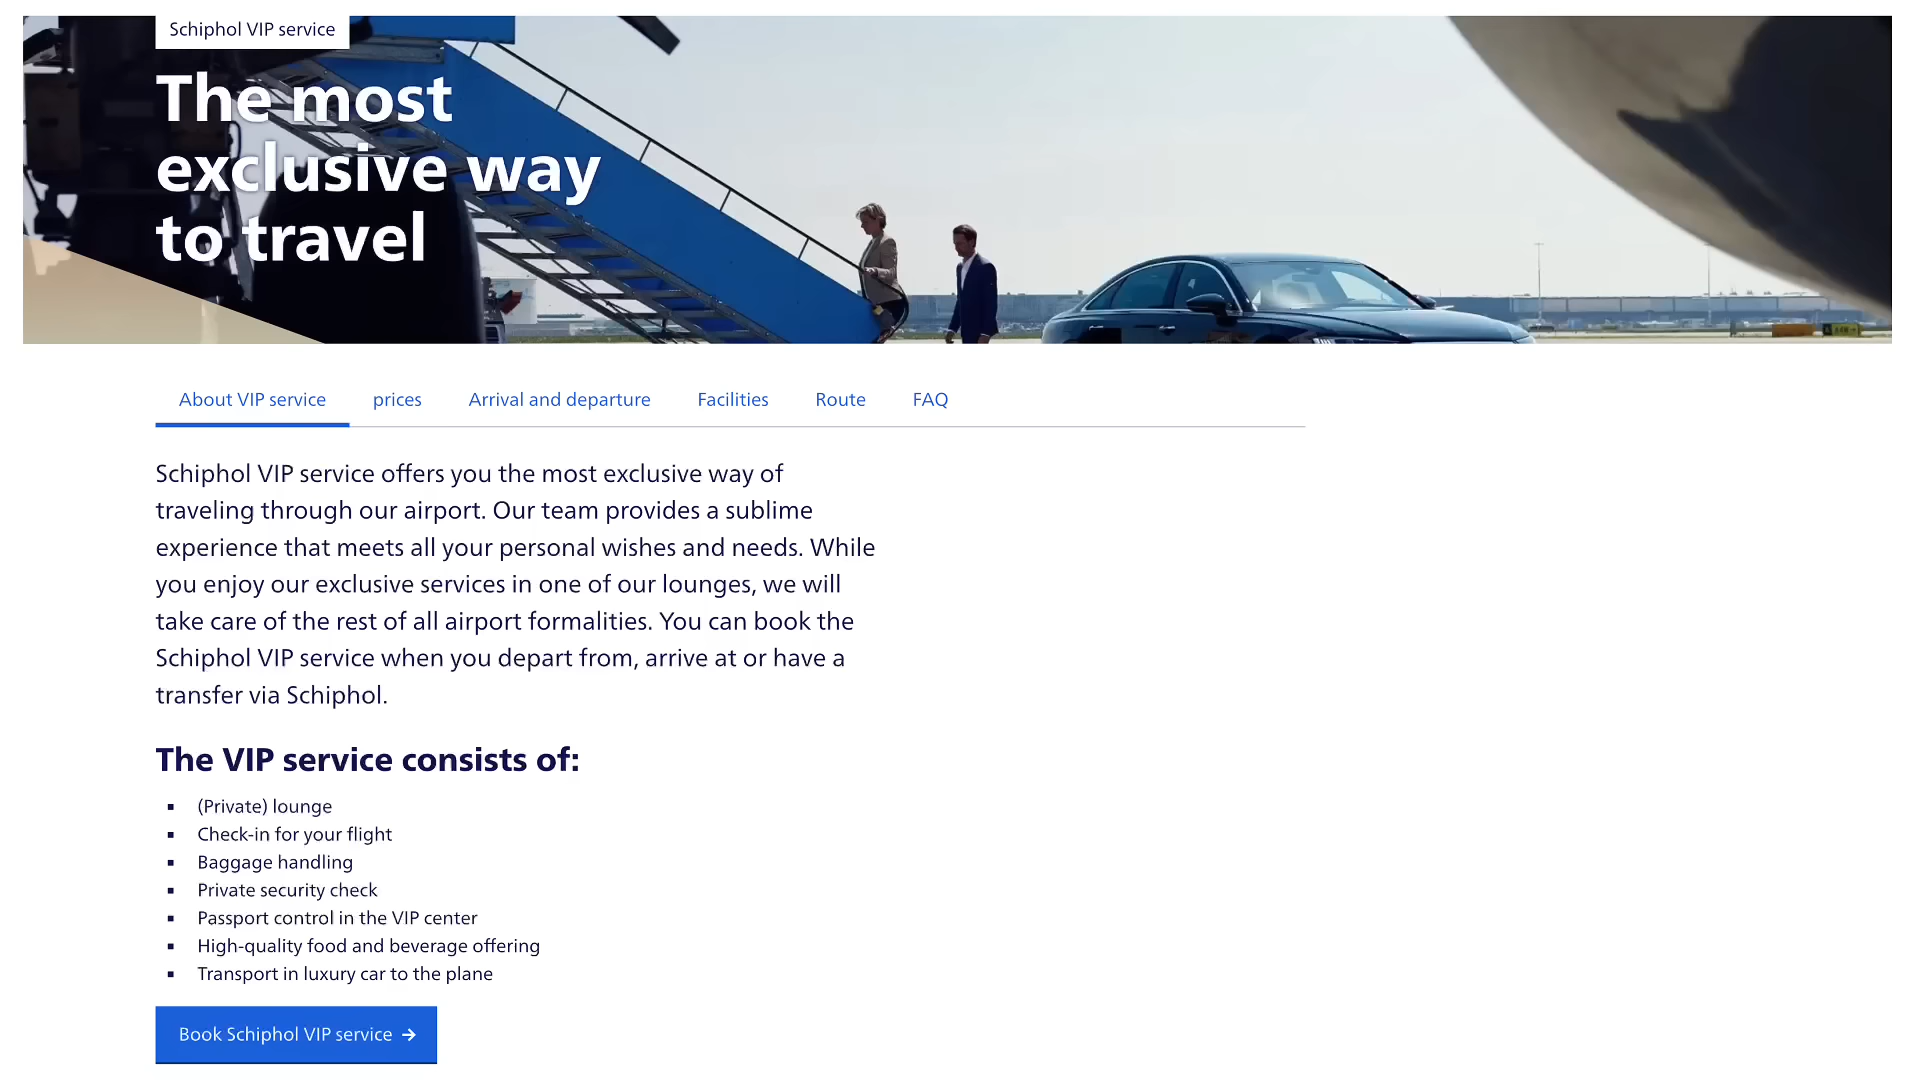 Schiphol VIP service
The most
exclusive way
to travel
About VIP service prices Arrival and departure Facilities Route FAQ
Schiphol VIP service offers you the most exclusive way of
traveling through our airport. Our team provides a sublime
experience that meets all your personal wishes and needs. While
you enjoy our exclusive services in one of our lounges, we will
take care of the rest of all airport formalities. You can book the
Schiphol VIP service when you depart from, arrive at or have a
transfer via Schiphol.
The VIP service consists of:
▪ (Private) lounge
▪ Check-in for your flight
▪ Baggage handling
▪ Private security check
▪ Passport control in the VIP center
▪ High-quality food and beverage offering
▪ Transport in luxury car to the plane
Book Schiphol VIP service →